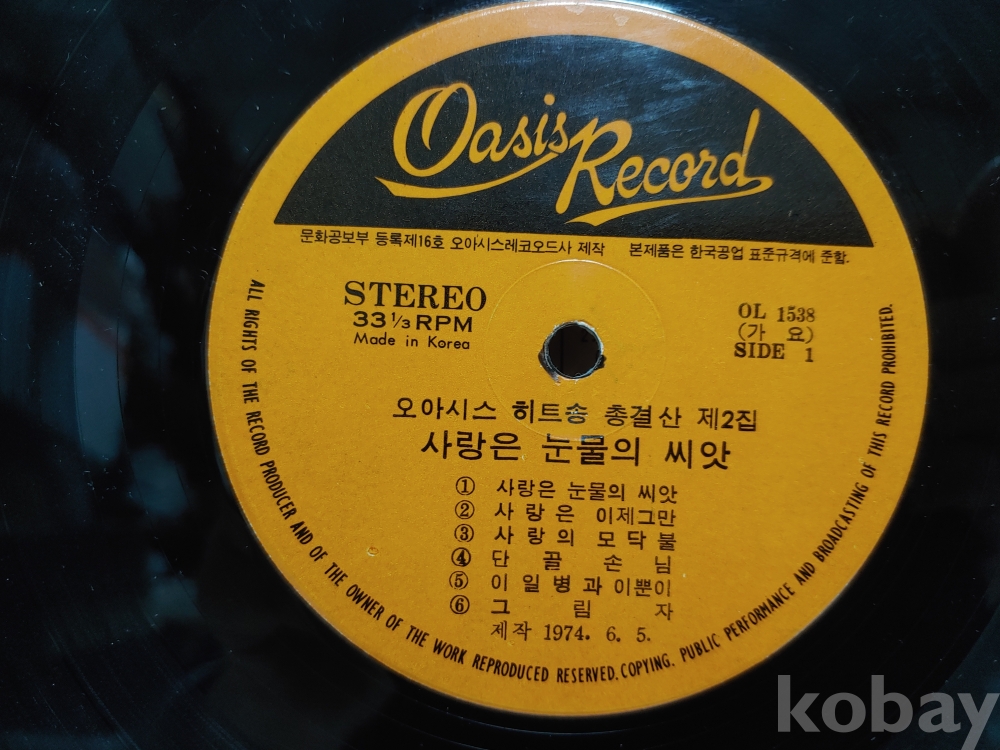 Oasis Record
문화공보부 등록제16호 오아시스레코오드사 제작 본제품은 한국공업 표준규격에 준함.
STEREO
33 1/3 RPM
Made in Korea
OL 1538
(가 요)
SIDE 1
오아시스 히트송 총결산 제2집
사랑은 눈물의 씨앗
① 사랑은 눈물의 씨앗
② 사랑은 이제그만
③ 사랑의 모닥불
④ 단골손님
⑤ 이일병과 이뿐이
⑥ 그림자
제작 1974. 6. 5.
ALL RIGHTS OF THE RECORD PRODUCER AND OF THE OWNER OF THE WORK REPRODUCED RESERVED. COPYING. PUBLIC PERFORMANCE AND BROADCASTING OF THIS RECORD PROHIBITED.
kobay